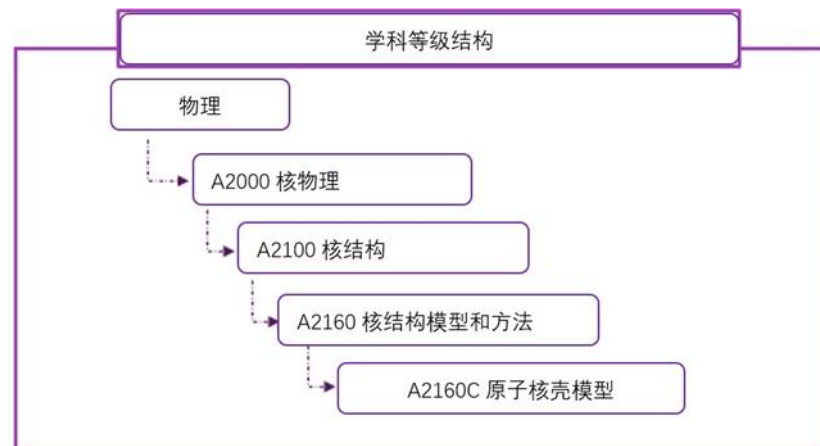 学科等级结构
物理
A2000 核物理
A2100 核结构
A2160 核结构模型和方法
A2160C 原子核壳模型